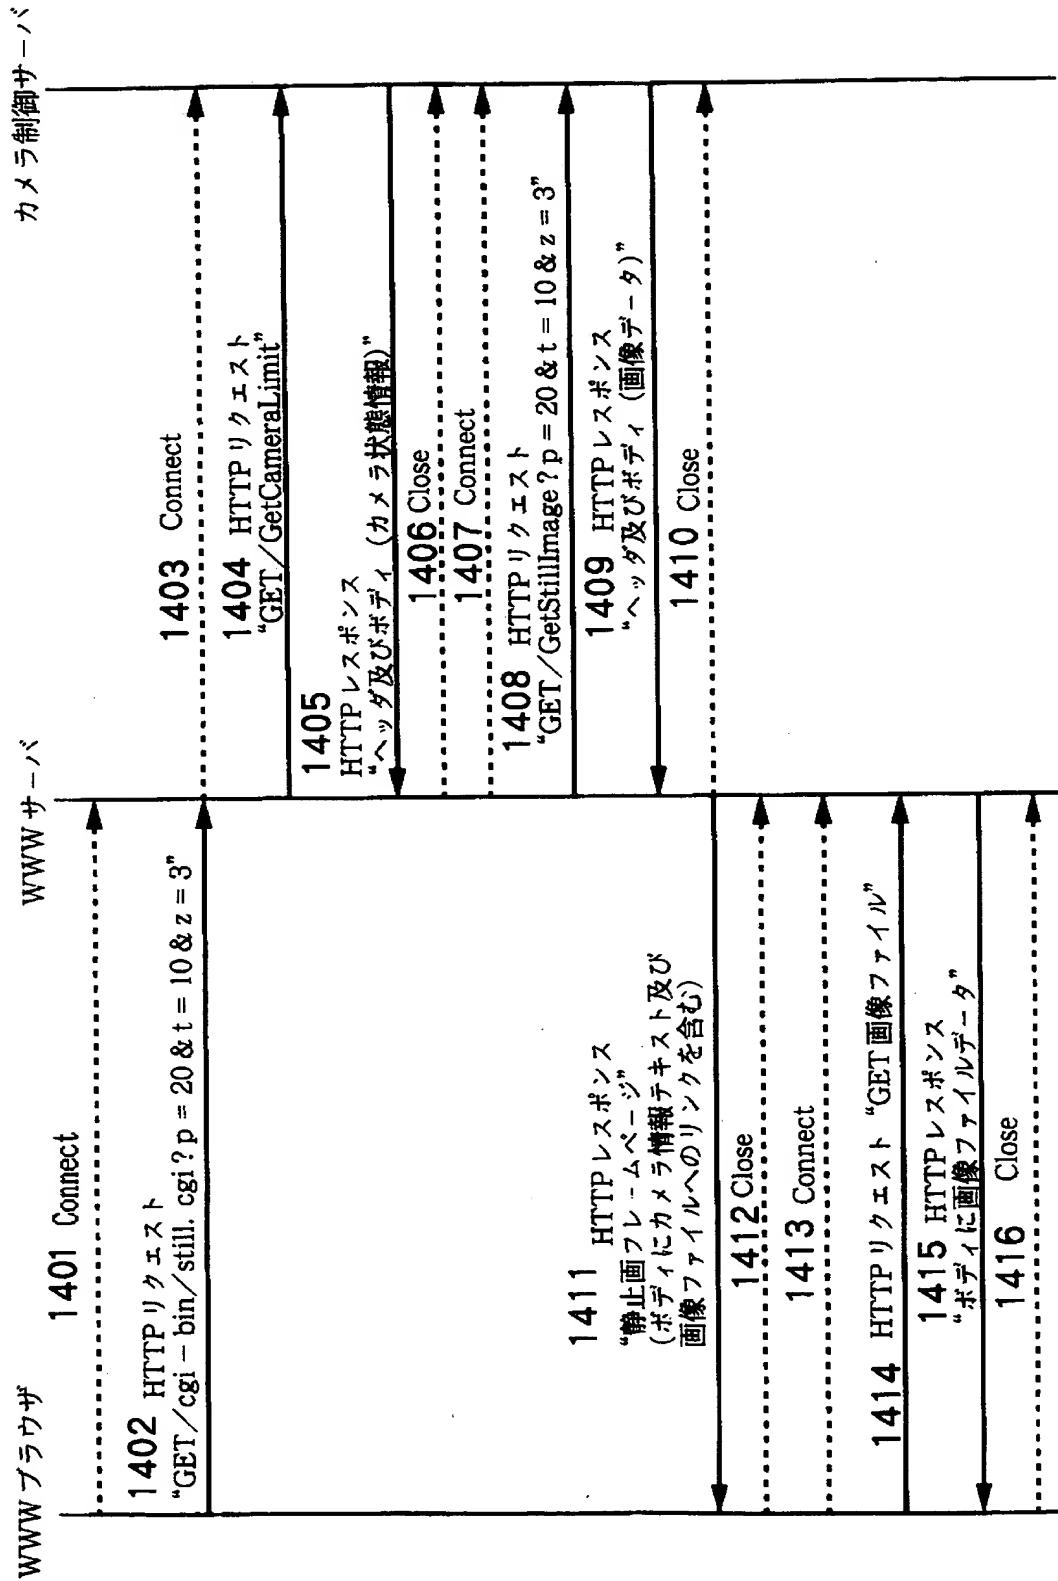 WWWブラウザ
WWWサーバ
カメラ制御サーバ
1401 Connect
1402 HTTPリクエスト
“GET/cgi－bin/still. cgi?p＝20&t＝10&z＝3”
1403 Connect
1404 HTTPリクエスト
“GET/GetCameraLimit”
1405
HTTPレスポンス
“ヘッダ及びボディ（カメラ状態情報）”
1406 Close
1407 Connect
1408 HTTPリクエスト
“GET/GetStillImage?p＝20&t＝10&z＝3”
1409 HTTPレスポンス
“ヘッダ及びボディ（画像データ）”
1410 Close
1411 HTTPレスポンス
“静止画フレームページ”
(ボディにカメラ情報テキスト及び
画像ファイルへのリンクを含む)
1412 Close
1413 Connect
1414 HTTPリクエスト “GET画像ファイル”
1415 HTTPレスポンス
“ボディに画像ファイルデータ”
1416 Close